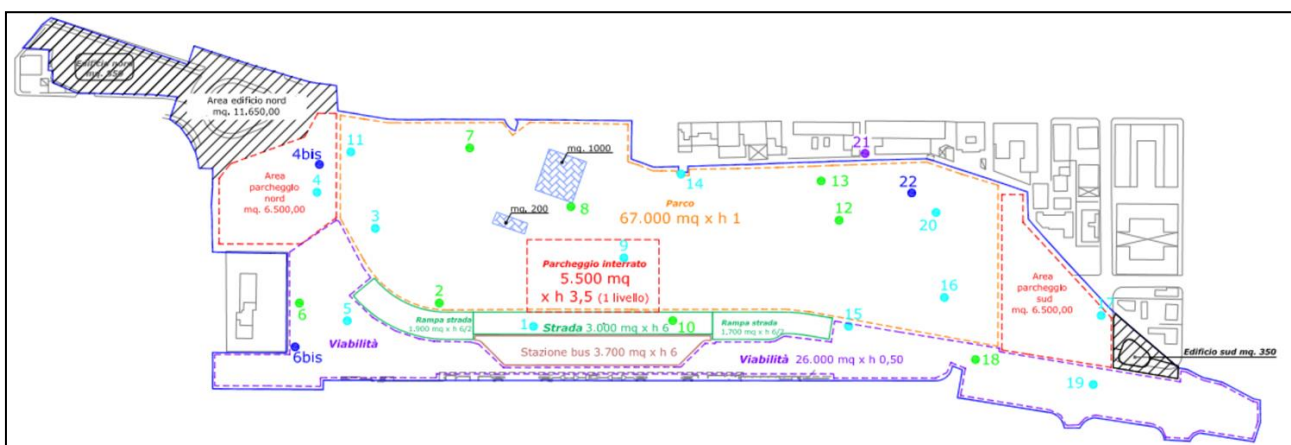 Edificio nord
mq. 550
Area edificio nord
mq. 11.650,00
4bis
11
7
mq. 1000
21
4
Area
parcheggio
nord
mq. 6.500,00
14
13
22
3
mq. 200
8
Parco
67.000 mq x h 1
12
20
9
Parcheggio interrato
5.500 mq
x h 3,5 (1 livello)
Area
parcheggio
sud
mq. 6.500,00
2
6
5
16
17
Rampa strada
1.900 mq x h 6/2
1
Strada 3.000 mq x h 6
10
Rampa strada
1.700 mq x h 6/2
15
6bis
Viabilità
Stazione bus 3.700 mq x h 6
Viabilità 26.000 mq x h 0,50
18
Edificio sud mq. 350
19